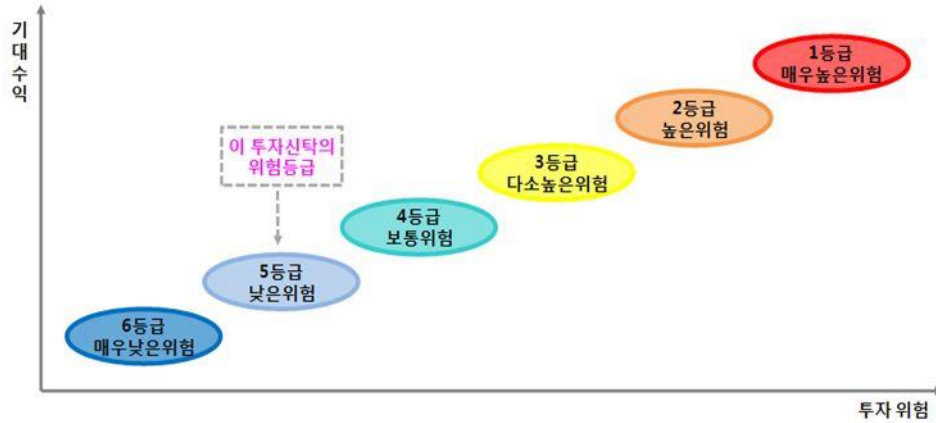 기대수익
1등급
매우높은위험
2등급
높은위험
이 투자신탁의
위험등급
3등급
다소높은위험
4등급
보통위험
5등급
낮은위험
6등급
매우낮은위험
투자 위험